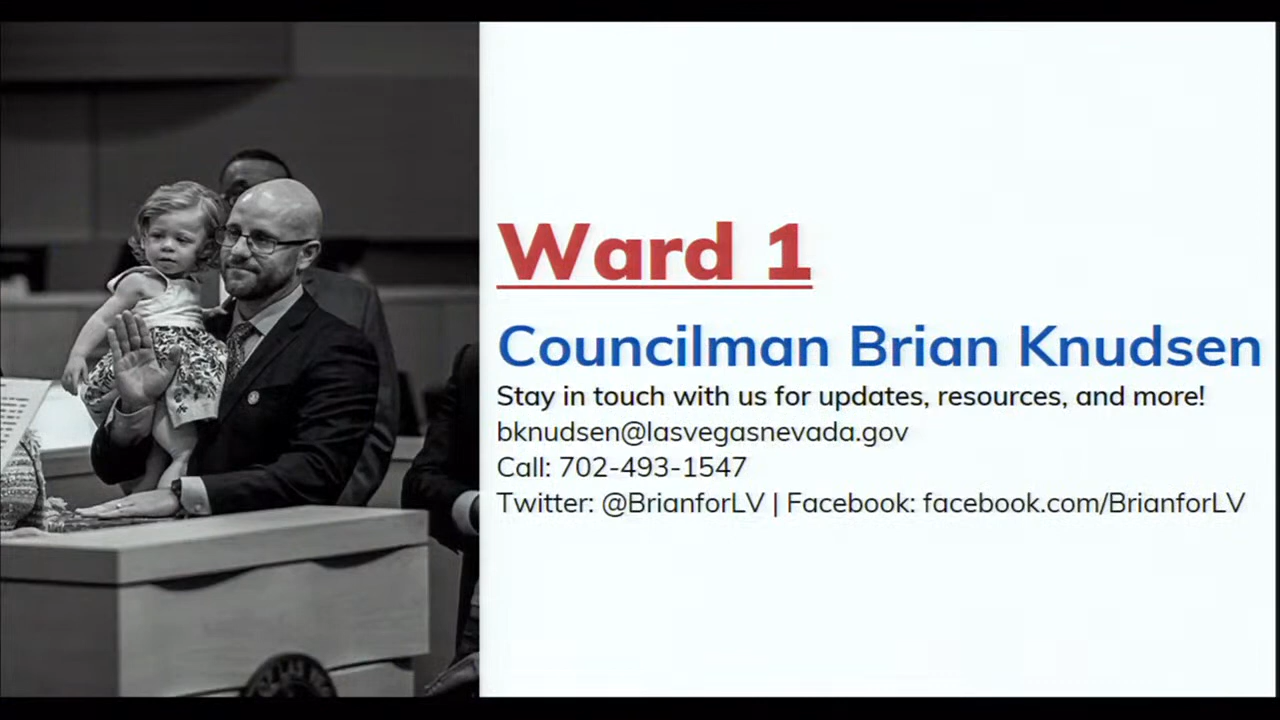 Ward 1
Councilman Brian Knudsen
Stay in touch with us for updates, resources, and more!
bknudsen@lasvegasnevada.gov
Call: 702-493-1547
Twitter: @BrianforLV | Facebook: facebook.com/BrianforLV